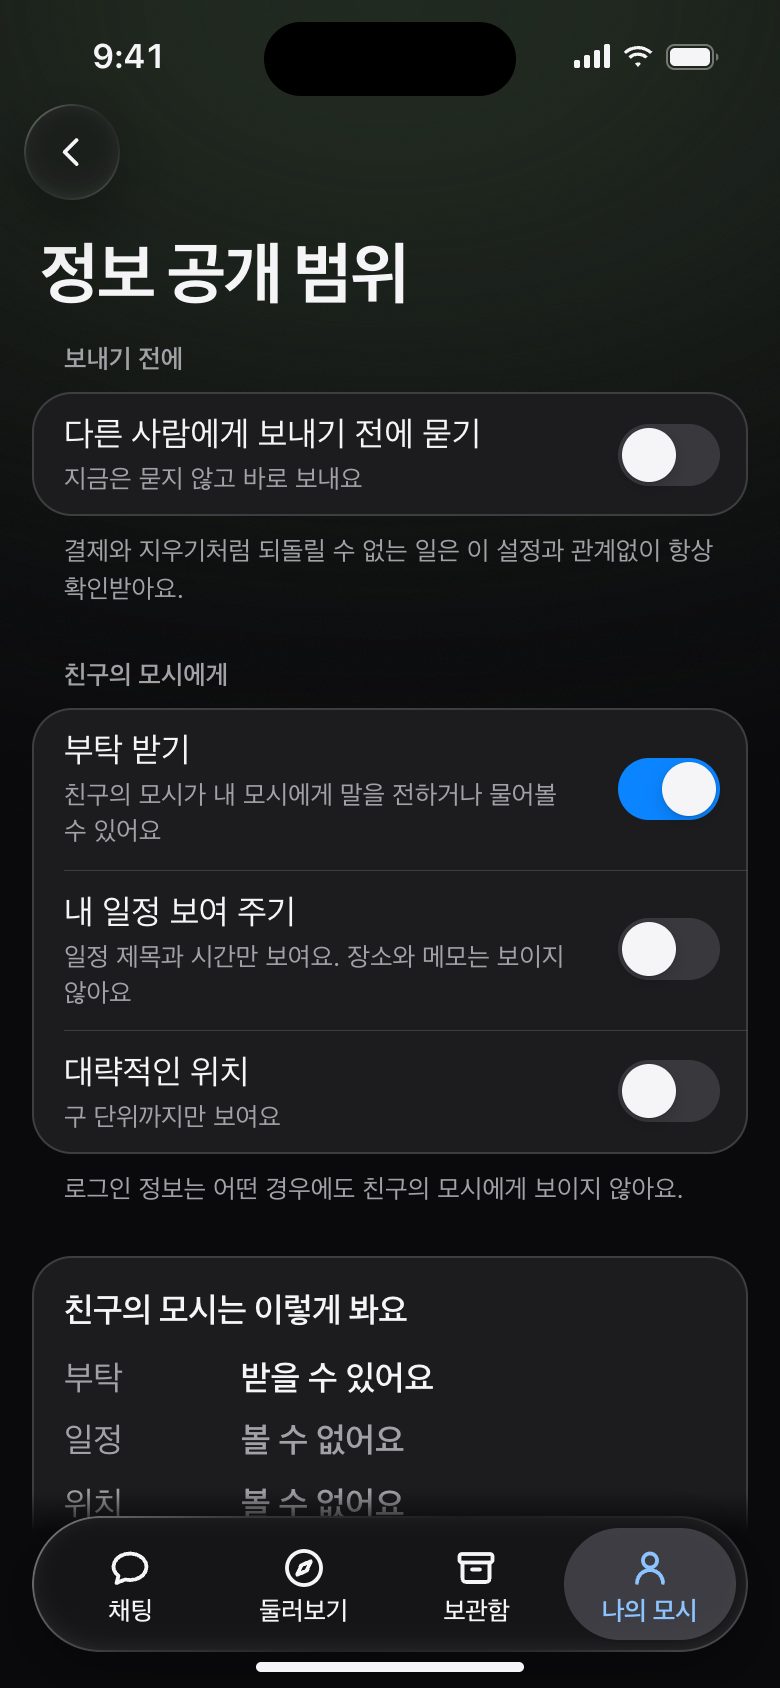 9:41
정보 공개 범위
보내기 전에
다른 사람에게 보내기 전에 묻기
지금은 묻지 않고 바로 보내요
결제와 지우기처럼 되돌릴 수 없는 일은 이 설정과 관계없이 항상
확인받아요.
친구의 모시에게
부탁 받기
친구의 모시가 내 모시에게 말을 전하거나 물어볼
수 있어요
내 일정 보여 주기
일정 제목과 시간만 보여요. 장소와 메모는 보이지
않아요
대략적인 위치
구 단위까지만 보여요
로그인 정보는 어떤 경우에도 친구의 모시에게 보이지 않아요.
친구의 모시는 이렇게 봐요
부탁 받을 수 있어요
일정 볼 수 없어요
위치 볼 수 없어요
채팅 둘러보기 보관함 나의 모시